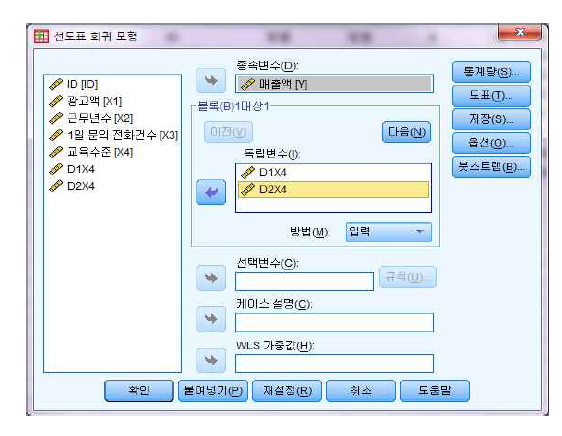 선도표 회귀 모형
종속변수(D):
매출액 [Y]
ID [ID]
광고액 [X1]
근무년수 [X2]
1일 문의 전화건수 [X3]
교육수준 [X4]
D1X4
D2X4
블록(B)1대상1
이전(V)
다음(N)
독립변수(I):
D1X4
D2X4
방법(M):
입력
선택변수(C):
규칙(U)...
케이스 설명(C):
WLS 가중값(H):
통계량(S)...
도표(T)...
저장(S)...
옵션(O)...
붓스트랩(B)...
확인
붙여넣기(P)
재설정(R)
취소
도움말